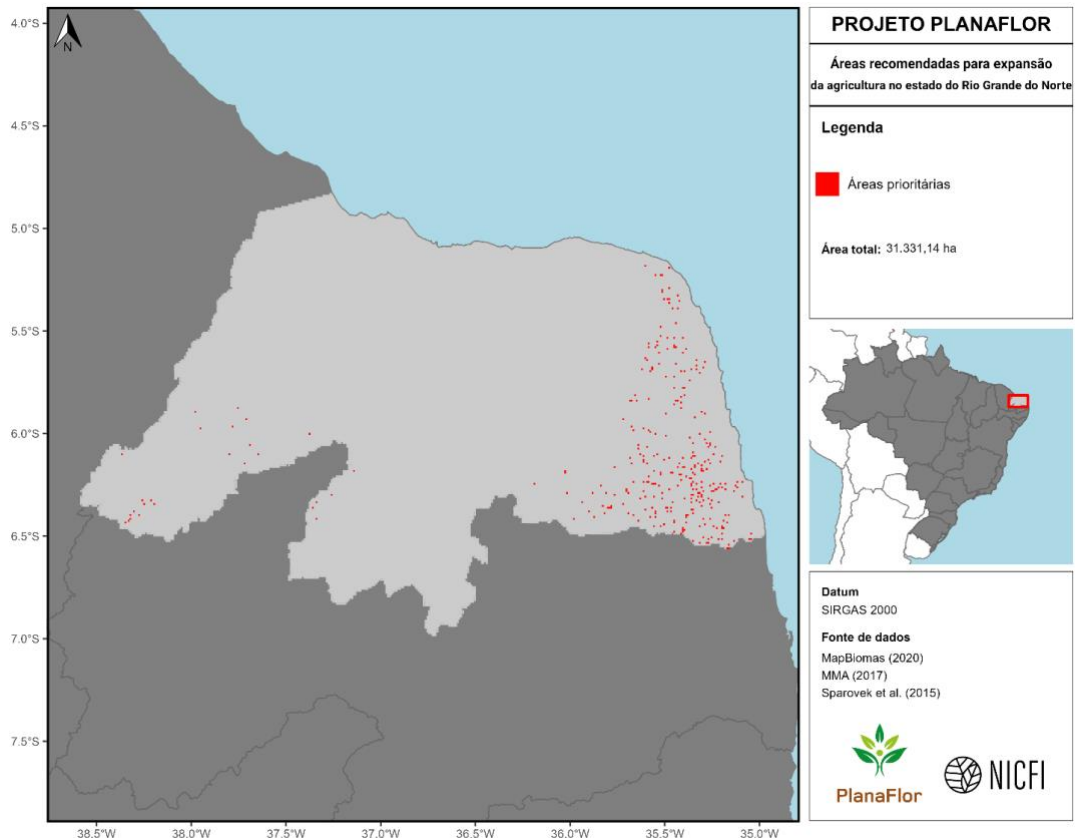 4.0°S
4.5°S
5.0°S
5.5°S
6.0°S
6.5°S
7.0°S
7.5°S
38.5°W
38.0°W
37.5°W
37.0°W
36.5°W
36.0°W
35.5°W
35.0°W
N
PROJETO PLANAFLOR
Áreas recomendadas para expansão
da agricultura no estado do Rio Grande do Norte
Legenda
Áreas prioritárias
Área total: 31.331,14 ha
Datum
SIRGAS 2000
Fonte de dados
MapBiomas (2020)
MMA (2017)
Sparovek et al. (2015)
PlanaFlor
NICFI